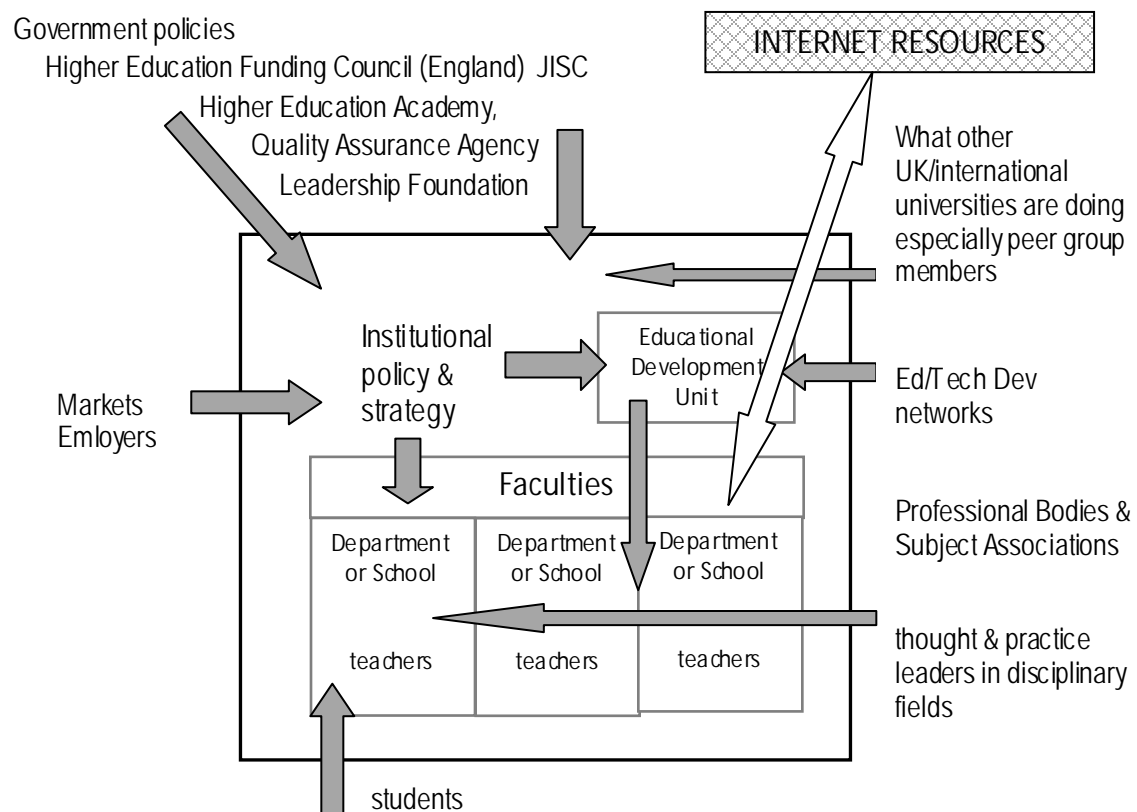 Government policies
Higher Education Funding Council (England) JISC
Higher Education Academy,
Quality Assurance Agency
Leadership Foundation
INTERNET RESOURCES
What other
UK/international
universities are doing
especially peer group
members
Institutional
policy &
strategy
Educational
Development
Unit
Markets
Emloyers
Ed/Tech Dev
networks
Faculties
Professional Bodies &
Subject Associations
Department
or School
teachers
Department
or School
teachers
Department
or School
teachers
thought & practice
leaders in disciplinary
fields
students